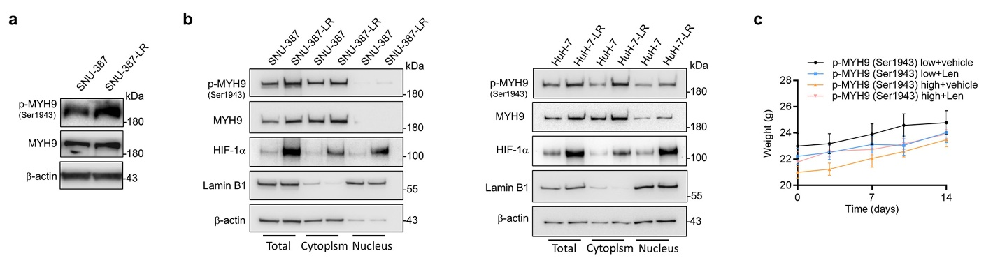 a
SNU-387
SNU-387-LR
kDa
p-MYH9
(Ser1943)
180
MYH9
180
β-actin
43
b
SNU-387
SNU-387-LR
SNU-387
SNU-387-LR
SNU-387
SNU-387-LR
kDa
p-MYH9
(Ser1943)
180
MYH9
180
HIF-1α
100
Lamin B1
55
β-actin
43
Total Cytoplsm Nucleus
HuH-7
HuH-7-LR
HuH-7
HuH-7-LR
HuH-7
HuH-7-LR
kDa
p-MYH9
(Ser1943)
180
MYH9
180
HIF-1α
100
Lamin B1
55
β-actin
43
Total Cytoplsm Nucleus
c
p-MYH9 (Ser1943) low+vehicle
p-MYH9 (Ser1943) low+Len
p-MYH9 (Ser1943) high+vehicle
p-MYH9 (Ser1943) high+Len
28
26
24
22
20
Weight (g)
0 7 14
Time (days)